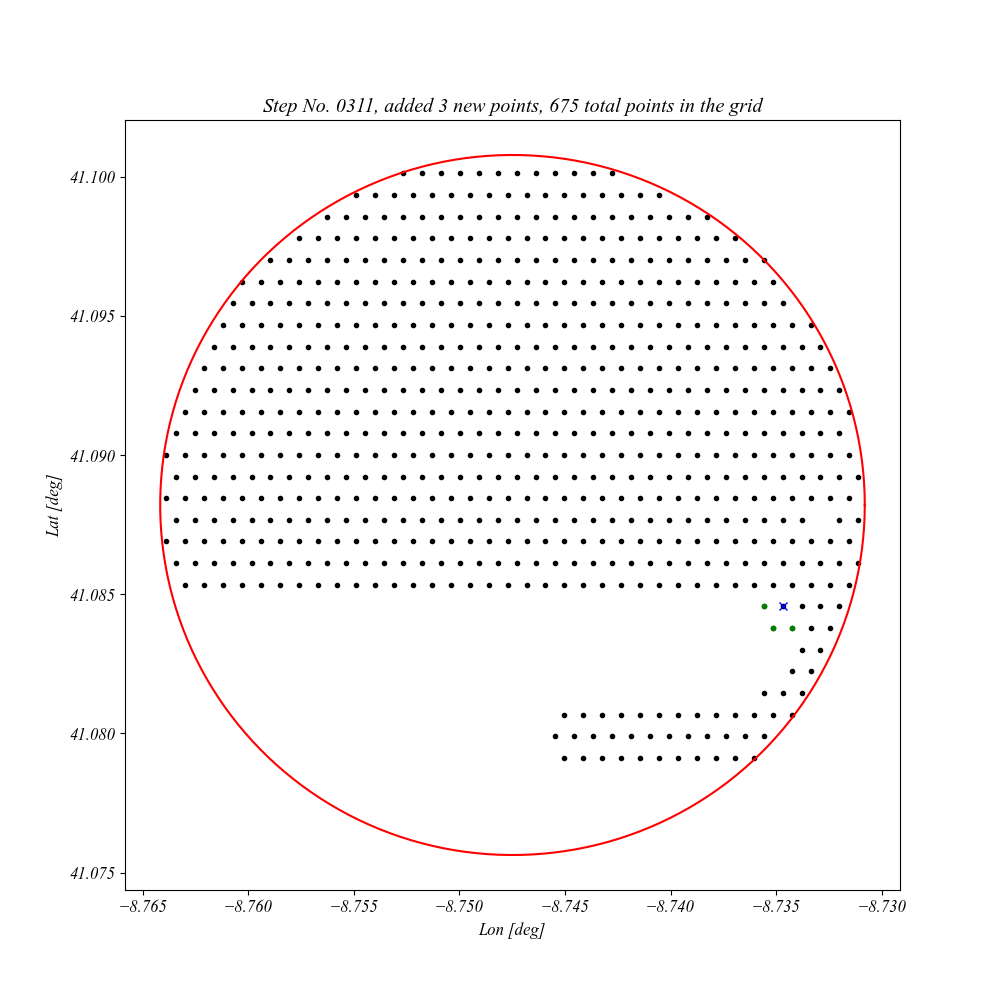 Step No. 0311, added 3 new points, 675 total points in the grid
41.100
41.095
41.090
41.085
41.080
41.075
Lat [deg]
−8.765 −8.760 −8.755 −8.750 −8.745 −8.740 −8.735 −8.730
Lon [deg]